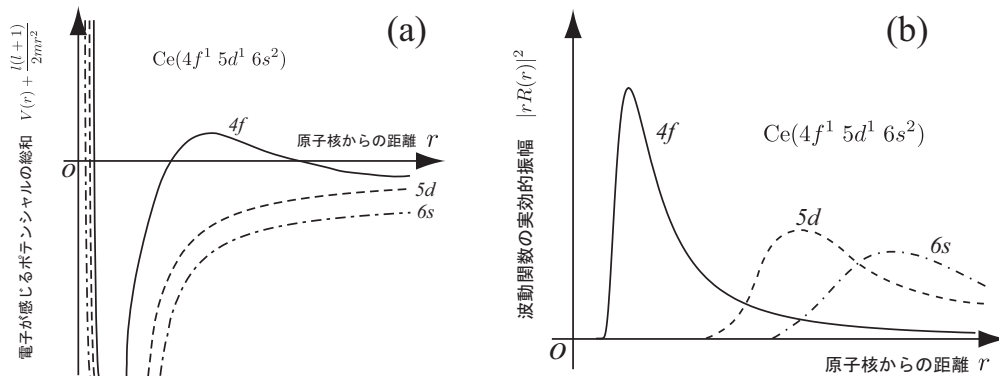 電子が感じるポテンシャルの総和 V(r) + l(l+1)/2mr²
(a)
Ce(4f¹ 5d¹ 6s²)
4f
原子核からの距離 r
O
5d
6s
波動関数の実効的振幅 |rR(r)|²
(b)
4f
Ce(4f¹ 5d¹ 6s²)
5d
6s
O
原子核からの距離 r